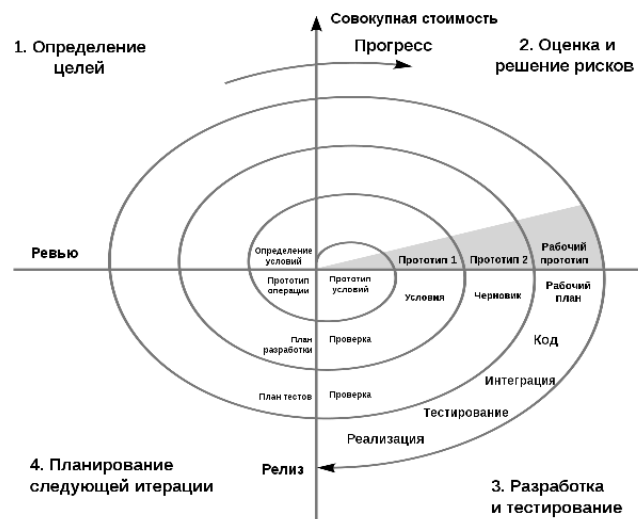 Совокупная стоимость
Прогресс
1. Определение
целей
2. Оценка и
решение рисков
Ревью
Определение
условий
Прототип 1
Прототип 2
Рабочий
прототип
Прототип
операции
Прототип
условий
Условия
Черновик
Рабочий
план
План
разработки
Проверка
Код
План тестов
Проверка
Интеграция
Тестирование
Реализация
Релиз
4. Планирование
следующей итерации
3. Разработка
и тестирование